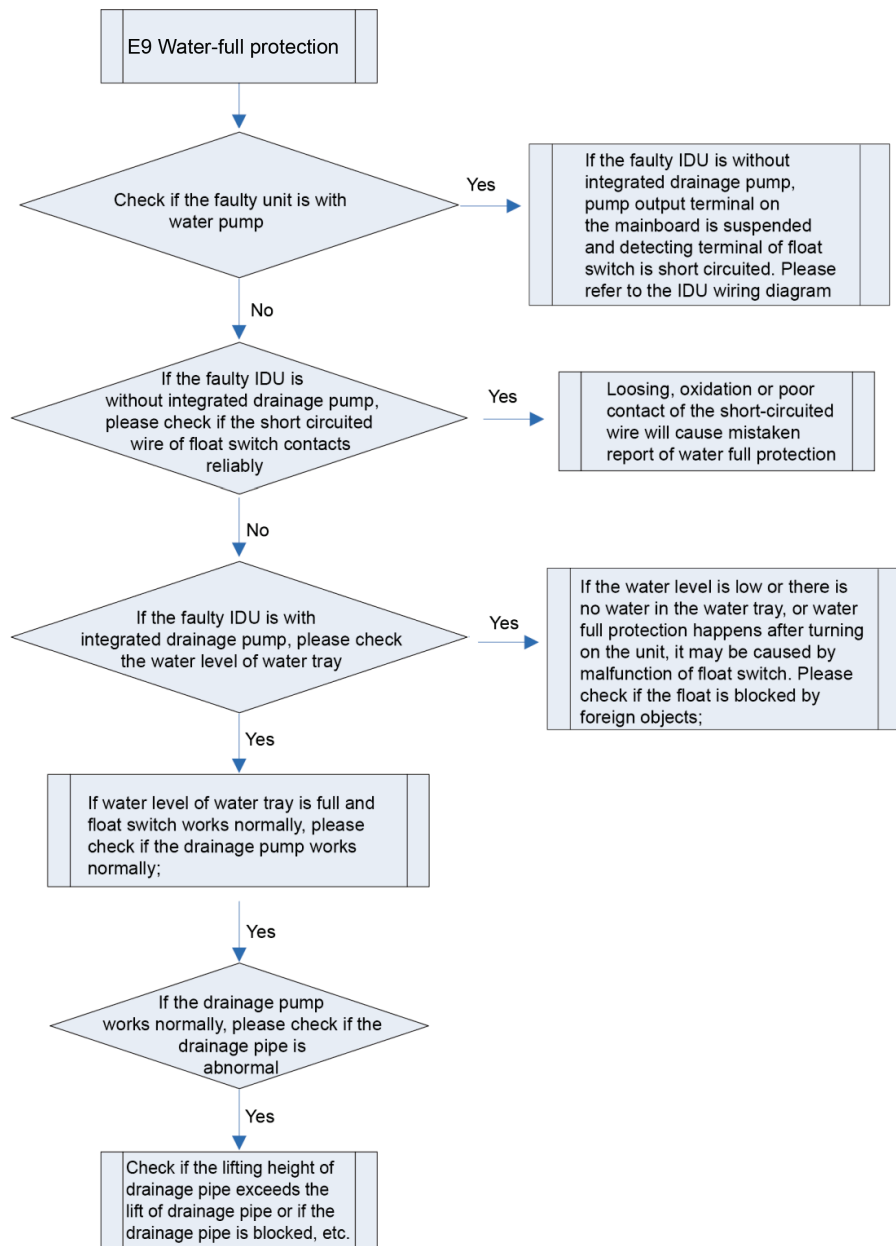 E9 Water-full protection
Check if the faulty unit is with
water pump
Yes
If the faulty IDU is without
integrated drainage pump,
pump output terminal on
the mainboard is suspended
and detecting terminal of float
switch is short circuited. Please
refer to the IDU wiring diagram
No
If the faulty IDU is
without integrated drainage pump,
please check if the short circuited
wire of float switch contacts
reliably
Yes
Loosing, oxidation or poor
contact of the short-circuited
wire will cause mistaken
report of water full protection
No
If the faulty IDU is with
integrated drainage pump, please check
the water level of water tray
Yes
If the water level is low or there is
no water in the water tray, or water
full protection happens after turning
on the unit, it may be caused by
malfunction of float switch. Please
check if the float is blocked by
foreign objects;
Yes
If water level of water tray is full and
float switch works normally, please
check if the drainage pump works
normally;
Yes
If the drainage pump
works normally, please check if the
drainage pipe is
abnormal
Yes
Check if the lifting height of
drainage pipe exceeds the
lift of drainage pipe or if the
drainage pipe is blocked, etc.